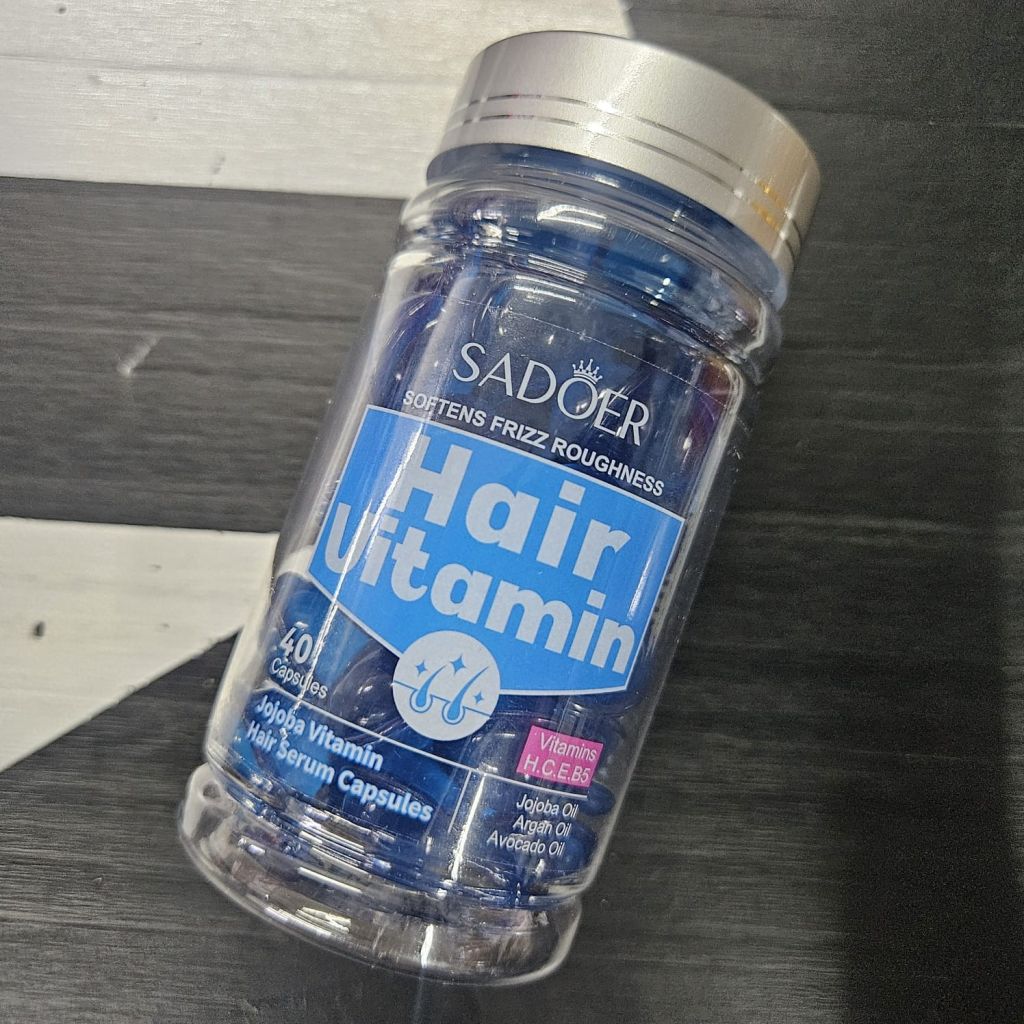 SADOER
SOFTENS FRIZZ ROUGHNESS
Hair
Vitamin
40
Capsules
Jojoba Vitamin
Hair Serum Capsules
Vitamins
H.C.E.B5
Jojoba Oil
Argan Oil
Avocado Oil